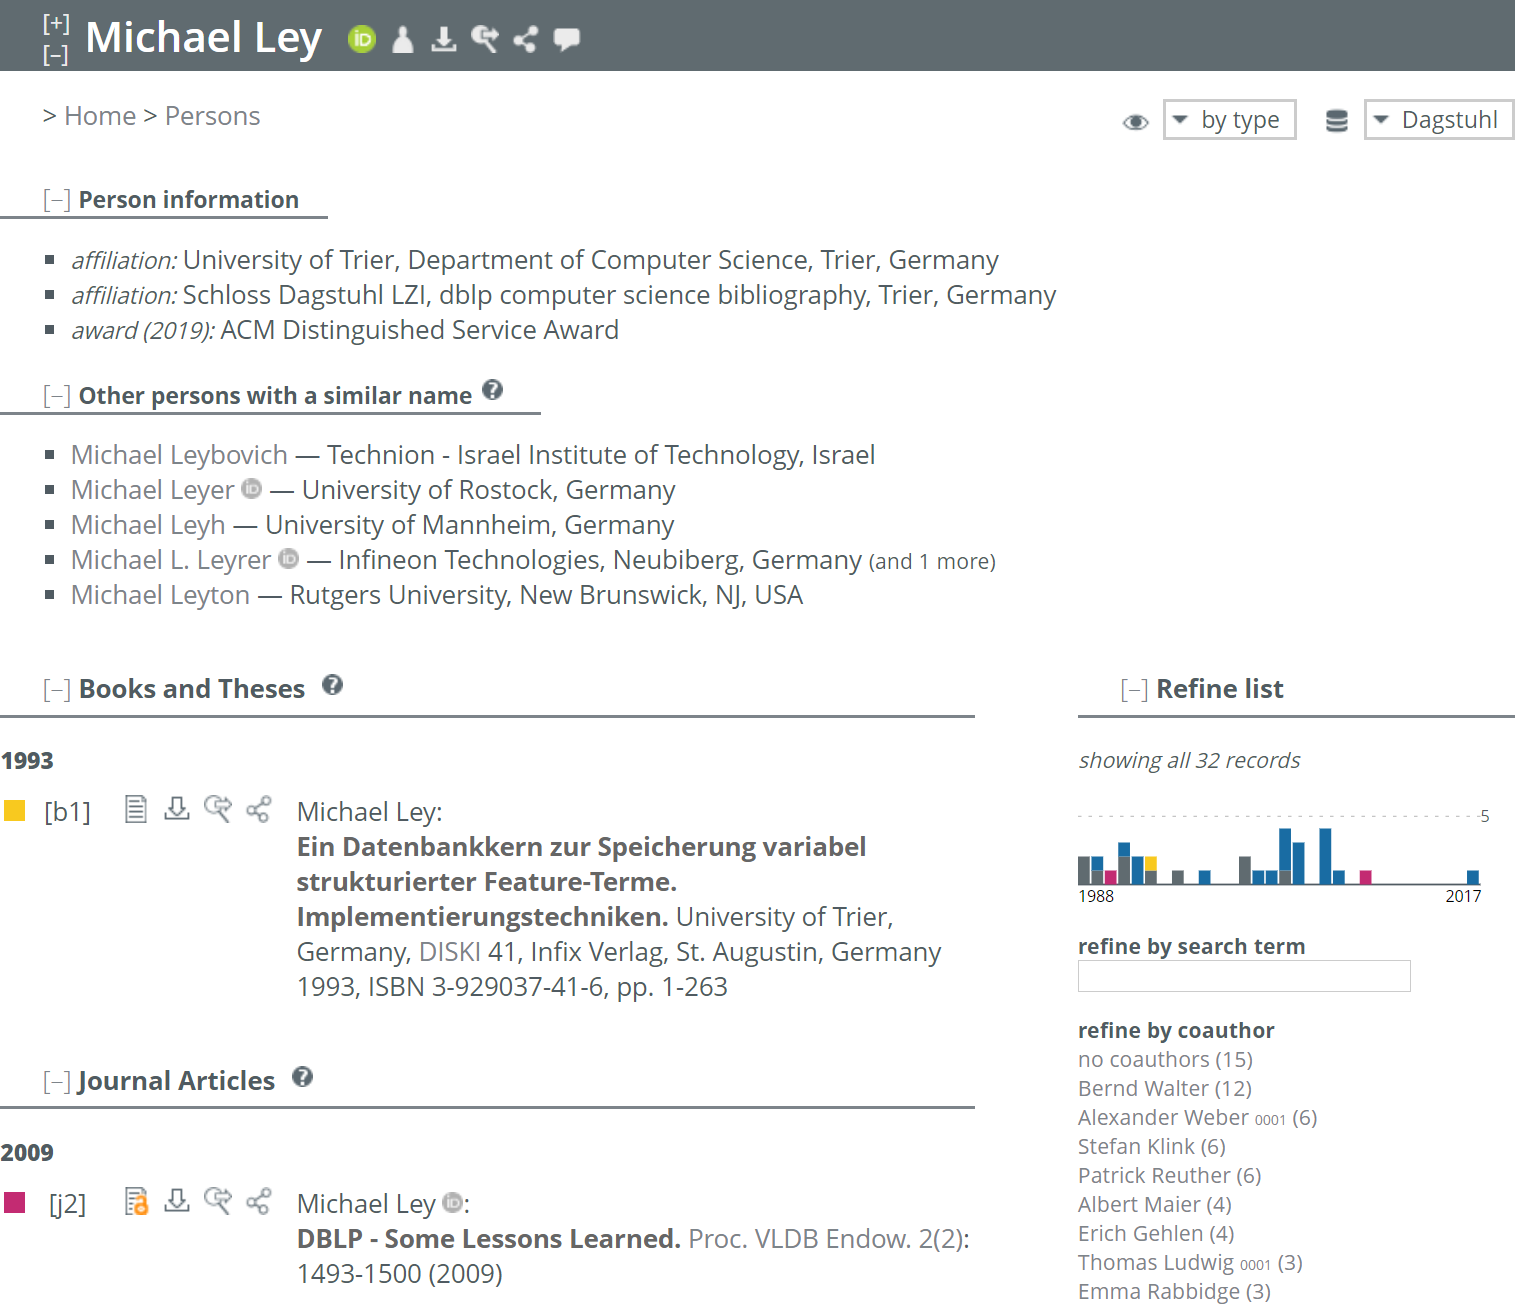 [+]
[–]
Michael Ley
> Home > Persons
by type
Dagstuhl
[–] Person information
affiliation: University of Trier, Department of Computer Science, Trier, Germany
affiliation: Schloss Dagstuhl LZI, dblp computer science bibliography, Trier, Germany
award (2019): ACM Distinguished Service Award
[–] Other persons with a similar name ?
Michael Leybovich — Technion - Israel Institute of Technology, Israel
Michael Leyer iD — University of Rostock, Germany
Michael Leyh — University of Mannheim, Germany
Michael L. Leyrer iD — Infineon Technologies, Neubiberg, Germany (and 1 more)
Michael Leyton — Rutgers University, New Brunswick, NJ, USA
[–] Books and Theses ?
1993
[b1]
Michael Ley:
Ein Datenbankkern zur Speicherung variabel
strukturierter Feature-Terme.
Implementierungstechniken. University of Trier,
Germany, DISKI 41, Infix Verlag, St. Augustin, Germany
1993, ISBN 3-929037-41-6, pp. 1-263
[–] Journal Articles ?
2009
[j2]
Michael Ley iD:
DBLP - Some Lessons Learned. Proc. VLDB Endow. 2(2):
1493-1500 (2009)
[–] Refine list
showing all 32 records
5
1988
2017
refine by search term
refine by coauthor
no coauthors (15)
Bernd Walter (12)
Alexander Weber 0001 (6)
Stefan Klink (6)
Patrick Reuther (6)
Albert Maier (4)
Erich Gehlen (4)
Thomas Ludwig 0001 (3)
Emma Rabbidge (3)